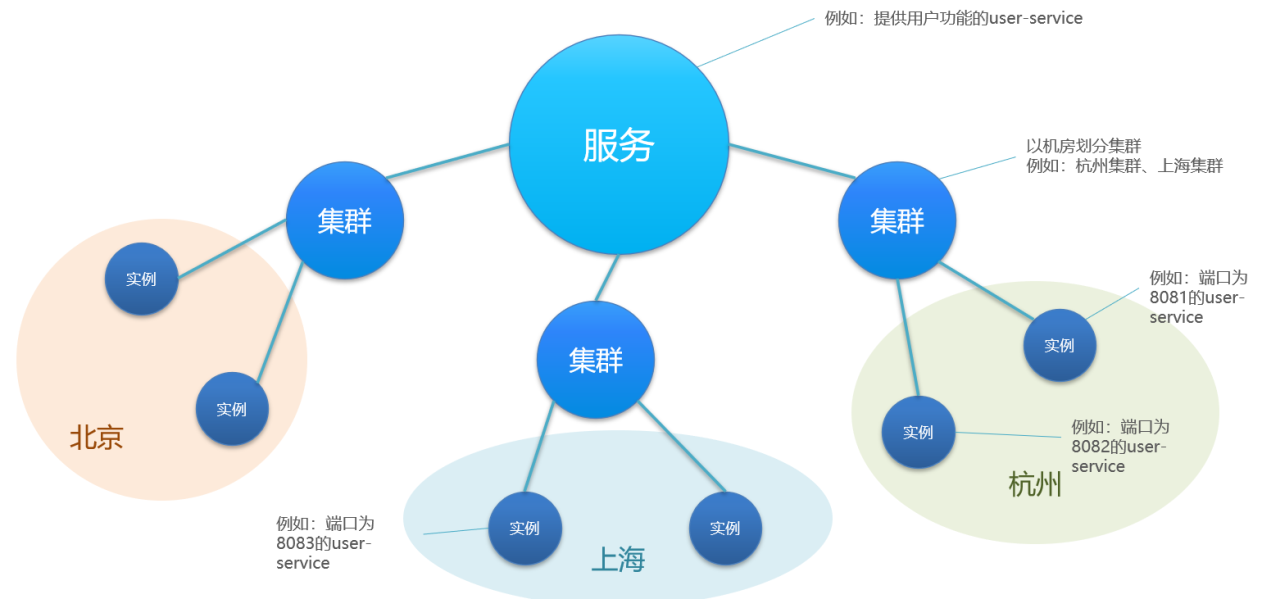 例如：提供用户功能的user-service
服务
以机房划分集群
例如：杭州集群、上海集群
集群
集群
集群
实例
实例
北京
例如：端口为
8081的user-
service
实例
实例
例如：端口为
8082的user-
service
杭州
例如：端口为
8083的user-
service
实例
实例
上海